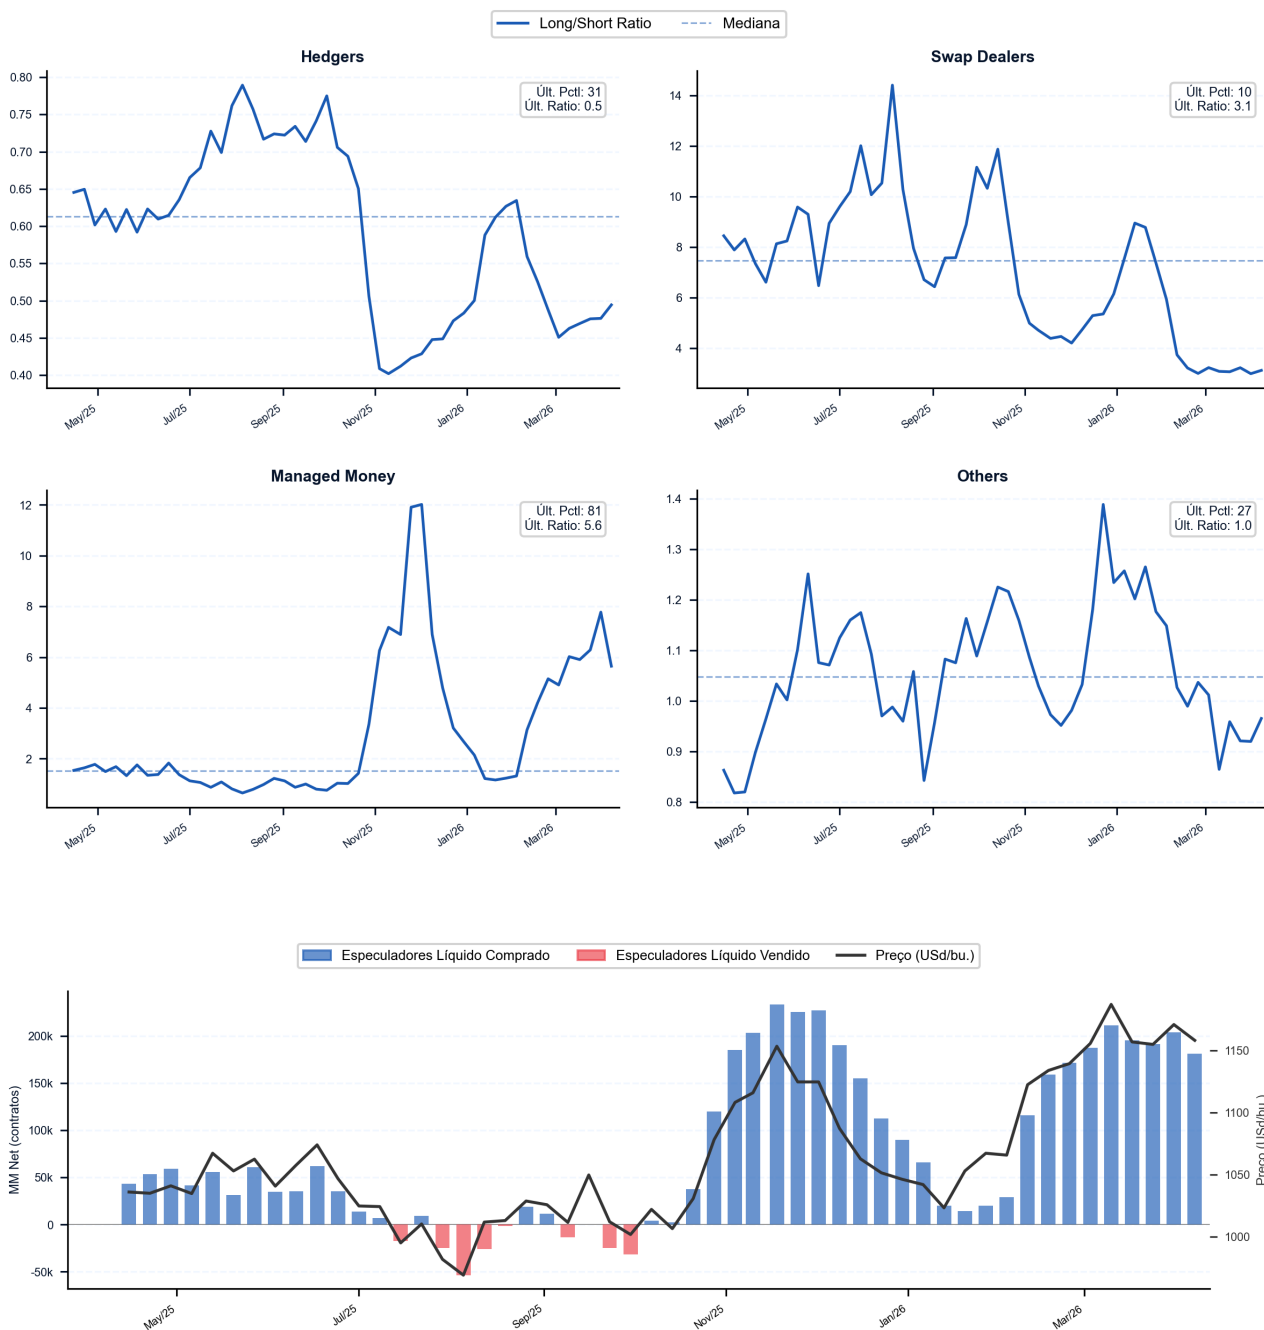 Long/Short Ratio
Mediana
Hedgers
Últ. Pctl: 31
Últ. Ratio: 0.5
0.80
0.75
0.70
0.65
0.60
0.55
0.50
0.45
0.40
May/25
Jul/25
Sep/25
Nov/25
Jan/26
Mar/26
Swap Dealers
Últ. Pctl: 10
Últ. Ratio: 3.1
14
12
10
8
6
4
May/25
Jul/25
Sep/25
Nov/25
Jan/26
Mar/26
Managed Money
Últ. Pctl: 81
Últ. Ratio: 5.6
12
10
8
6
4
2
May/25
Jul/25
Sep/25
Nov/25
Jan/26
Mar/26
Others
Últ. Pctl: 27
Últ. Ratio: 1.0
1.4
1.3
1.2
1.1
1.0
0.9
0.8
May/25
Jul/25
Sep/25
Nov/25
Jan/26
Mar/26
Especuladores Líquido Comprado
Especuladores Líquido Vendido
Preço (USd/bu.)
MM Net (contratos)
200k
150k
100k
50k
0
-50k
1150
1100
1050
1000
Preço (USd/bu.)
May/25
Jul/25
Sep/25
Nov/25
Jan/26
Mar/26